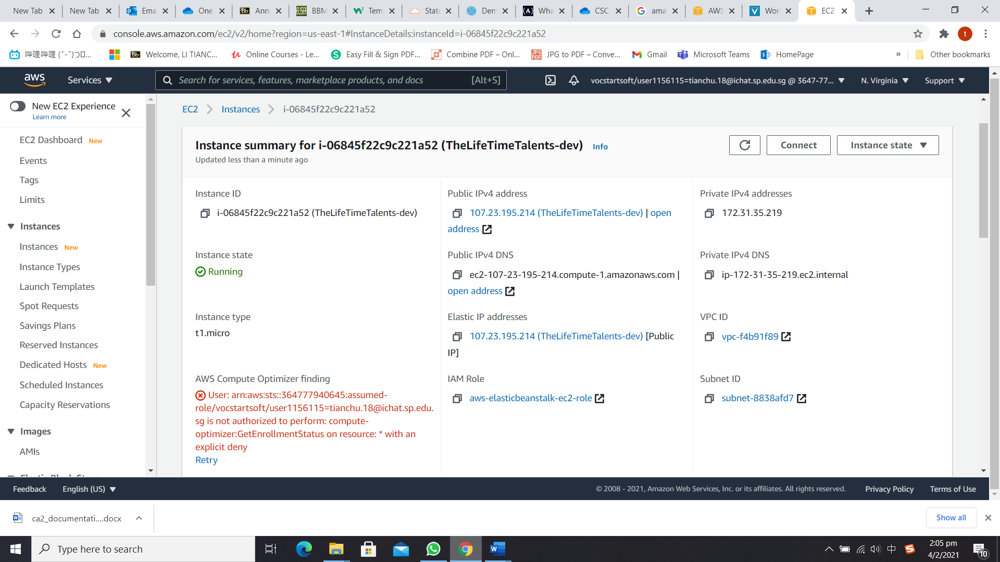 New Tab
New Tab
Ema
One
Ann
BBM
Tem
State
Dem
Wha
CSC
ama
AWS
Wor
EC2
console.aws.amazon.com/ec2/v2/home?region=us-east-1#InstanceDetails:instanceId=i-06845f22c9c221a52
t
哔哩哔哩 (゜-゜)つロ...
Bb Welcome, LI TIANC...
Online Courses - Le...
Easy Fill & Sign PDF...
Combine PDF – Onl...
JPG to PDF – Conve...
Gmail
Microsoft Teams
HomePage
»
Other bookmarks
aws
Services
Search for services, features, marketplace products, and docs [Alt+S]
vocstartsoft/user1156115=tianchu.18@ichat.sp.edu.sg @ 3647-77...
N. Virginia
Support
New EC2 Experience
Learn more
EC2 Dashboard New
Events
Tags
Limits
Instances
Instances New
Instance Types
Launch Templates
Spot Requests
Savings Plans
Reserved Instances
Dedicated Hosts New
Scheduled Instances
Capacity Reservations
Images
AMIs
EC2 > Instances > i-06845f22c9c221a52
Instance summary for i-06845f22c9c221a52 (TheLifeTimeTalents-dev) Info
Updated less than a minute ago
Connect
Instance state
Instance ID
i-06845f22c9c221a52 (TheLifeTimeTalents-dev)
Public IPv4 address
107.23.195.214 (TheLifeTimeTalents-dev) | open
address
Private IPv4 addresses
172.31.35.219
Instance state
Running
Public IPv4 DNS
ec2-107-23-195-214.compute-1.amazonaws.com |
open address
Private IPv4 DNS
ip-172-31-35-219.ec2.internal
Instance type
t1.micro
Elastic IP addresses
107.23.195.214 (TheLifeTimeTalents-dev) [Public
IP]
VPC ID
vpc-f4b91f89
AWS Compute Optimizer finding
User: arn:aws:sts::364777940645:assumed-
role/vocstartsoft/user1156115=tianchu.18@ichat.sp.edu.
sg is not authorized to perform: compute-
optimizer:GetEnrollmentStatus on resource: * with an
explicit deny
Retry
IAM Role
aws-elasticbeanstalk-ec2-role
Subnet ID
subnet-8838afd7
Feedback
English (US)
© 2008 - 2021, Amazon Web Services, Inc. or its affiliates. All rights reserved.
Privacy Policy
Terms of Use
ca2_documentati....docx
Show all
Type here to search
中
2:05 pm
4/2/2021
10